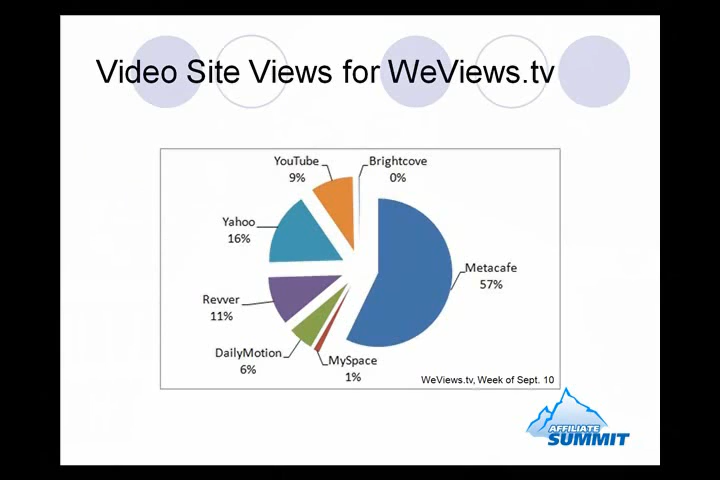 Video Site Views for WeViews.tv
YouTube
9%
Brightcove
0%
Yahoo
16%
Metacafe
57%
Revver
11%
DailyMotion
6%
MySpace
1%
WeViews.tv, Week of Sept. 10
AFFILIATE
SUMMIT